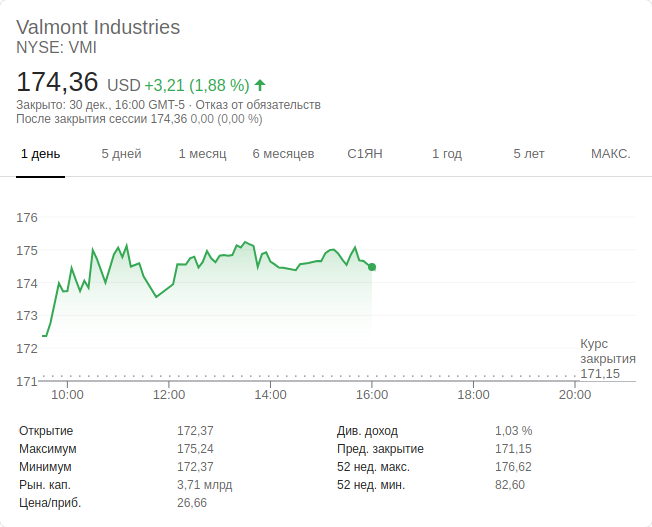 Valmont Industries
NYSE: VMI
174,36 USD +3,21 (1,88 %)
Закрыто: 30 дек., 16:00 GMT-5 · Отказ от обязательств
После закрытия сессии 174,36 0,00 (0,00 %)
1 день 5 дней 1 месяц 6 месяцев С1ЯН 1 год 5 лет МАКС.
176
175
174
173
172
Курс
закрытия
171,15
171
10:00 12:00 14:00 16:00 18:00 20:00
Открытие 172,37 Див. доход 1,03 %
Максимум 175,24 Пред. закрытие 171,15
Минимум 172,37 52 нед. макс. 176,62
Рын. кап. 3,71 млрд 52 нед. мин. 82,60
Цена/приб. 26,66